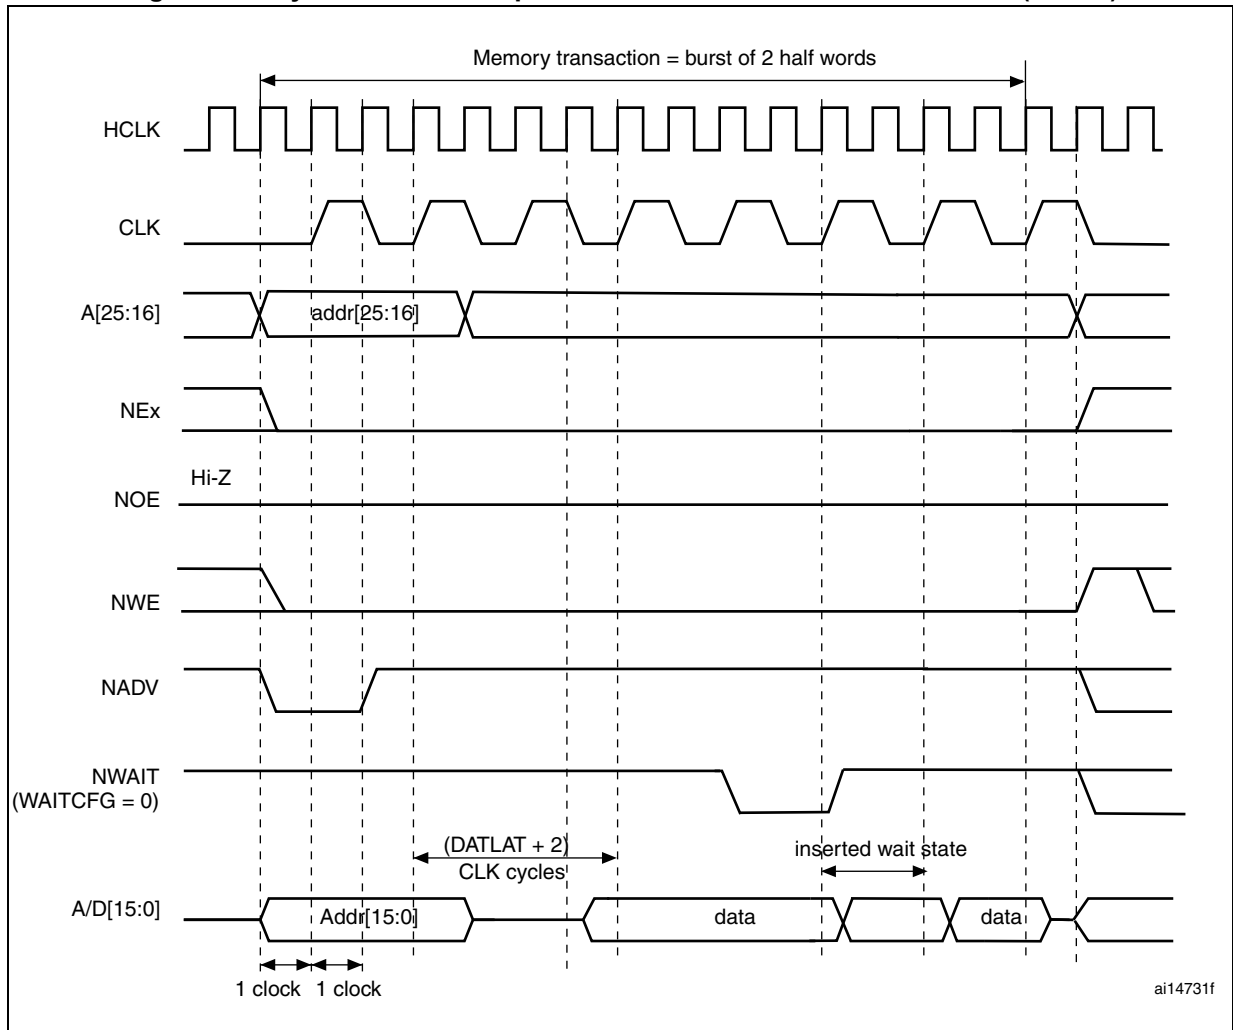 Memory transaction = burst of 2 half words
HCLK
CLK
A[25:16]
addr[25:16]
NEx
Hi-Z
NOE
NWE
NADV
NWAIT
(WAITCFG = 0)
(DATLAT + 2)
CLK cycles
inserted wait state
A/D[15:0]
Addr[15:0]
data
data
1 clock 1 clock
ai14731f